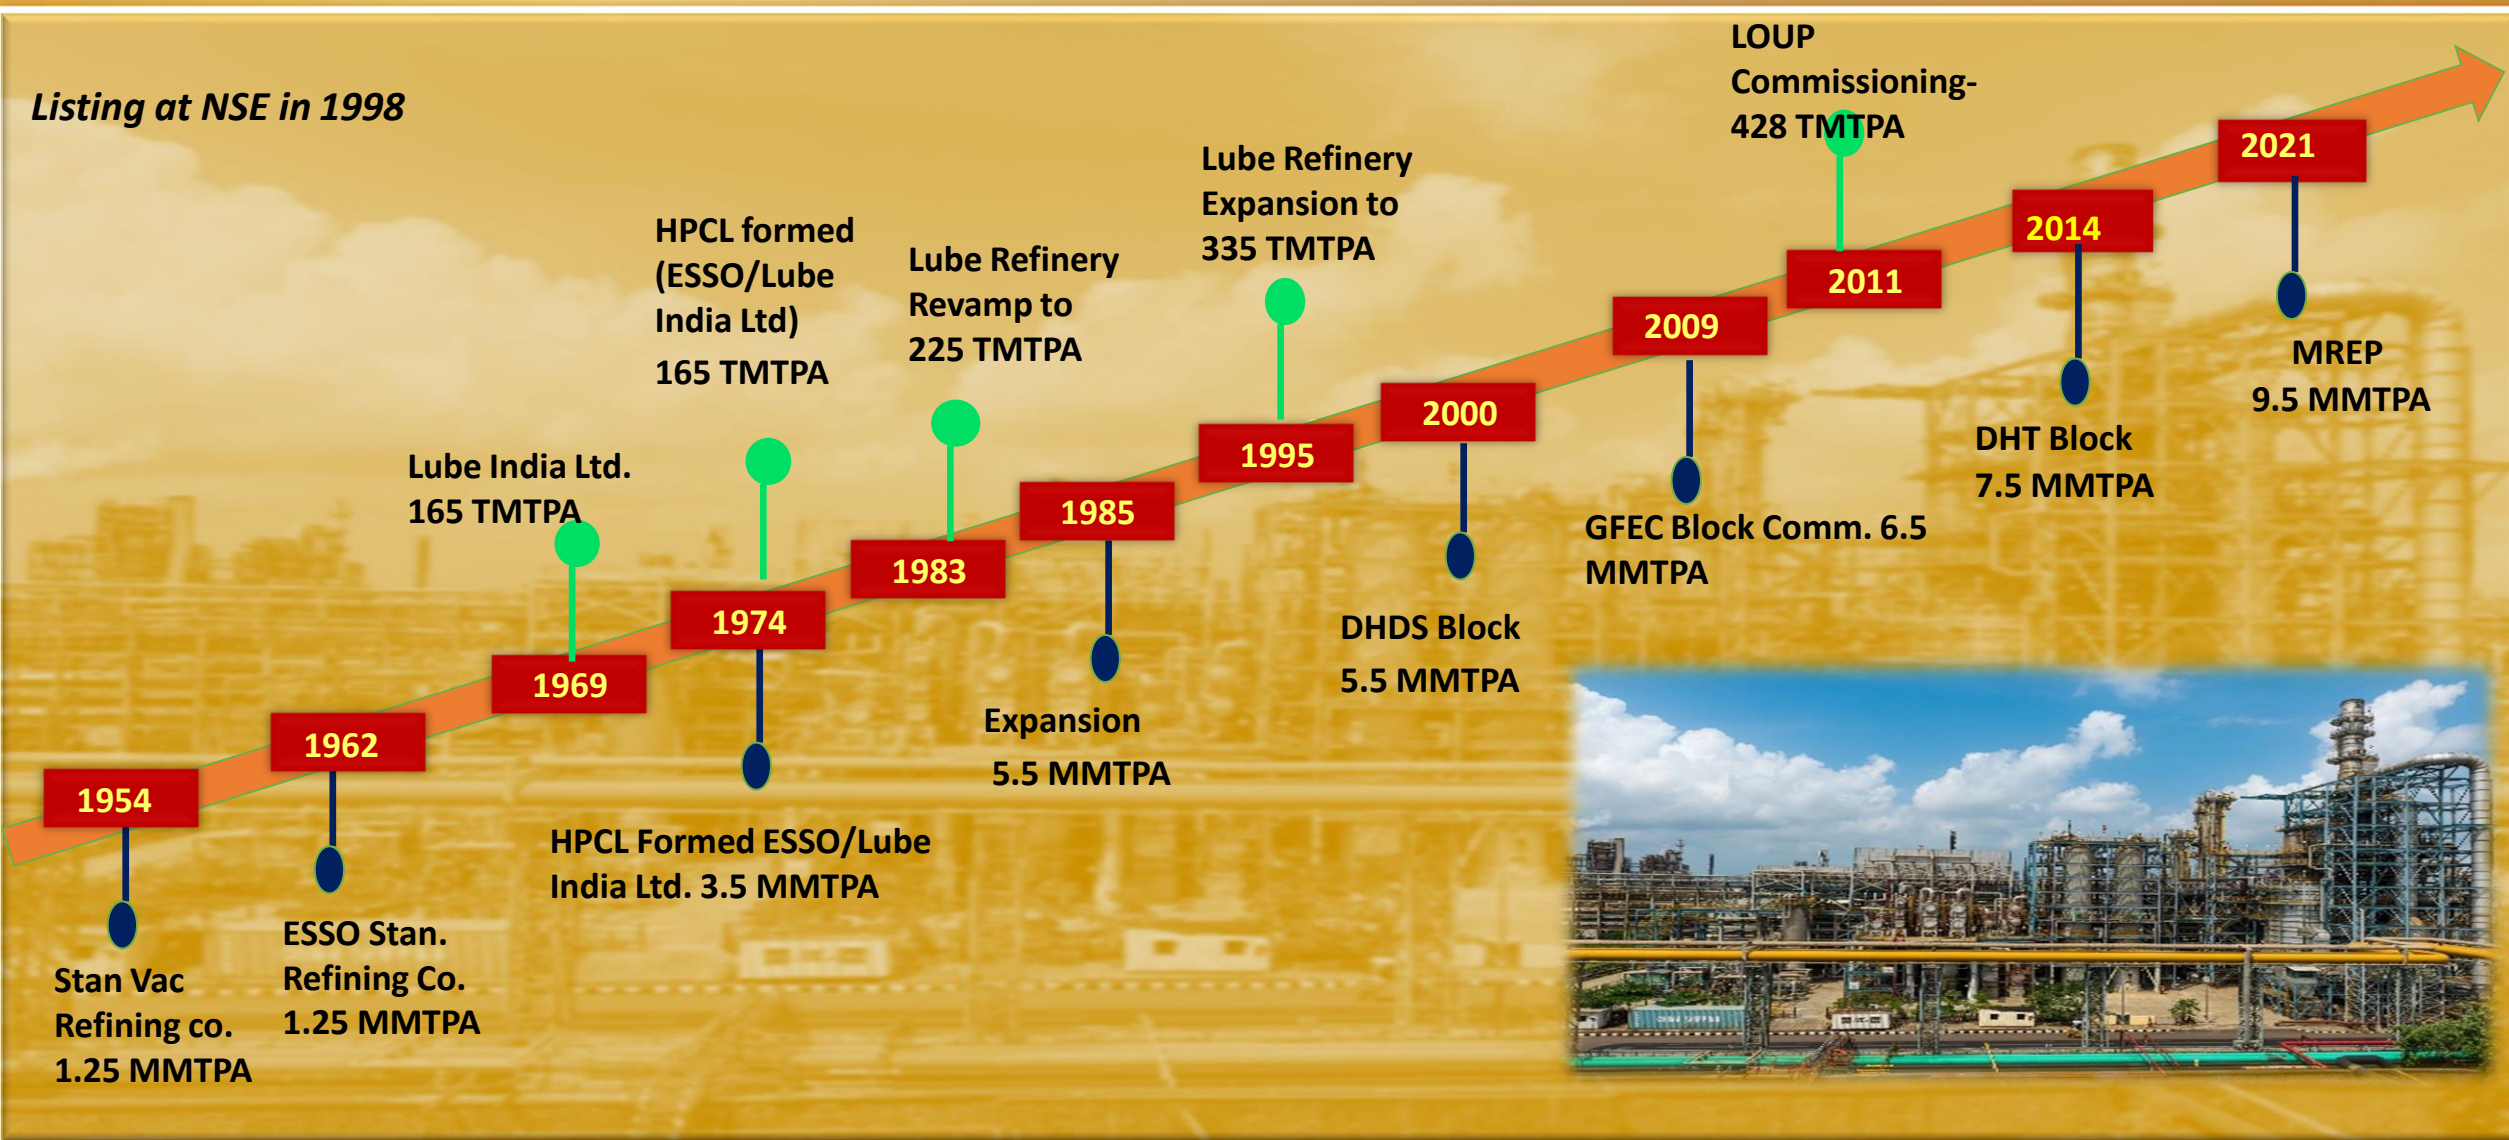 Listing at NSE in 1998
1954
Stan Vac
Refining co.
1.25 MMTPA
1962
ESSO Stan.
Refining Co.
1.25 MMTPA
Lube India Ltd.
165 TMTPA
1969
HPCL formed
(ESSO/Lube
India Ltd)
165 TMTPA
1974
HPCL Formed ESSO/Lube
India Ltd. 3.5 MMTPA
Lube Refinery
Revamp to
225 TMTPA
1983
1985
Expansion
5.5 MMTPA
Lube Refinery
Expansion to
335 TMTPA
1995
2000
DHDS Block
5.5 MMTPA
2009
GFEC Block Comm. 6.5
MMTPA
LOUP
Commissioning-
428 TMTPA
2011
2014
DHT Block
7.5 MMTPA
2021
MREP
9.5 MMTPA